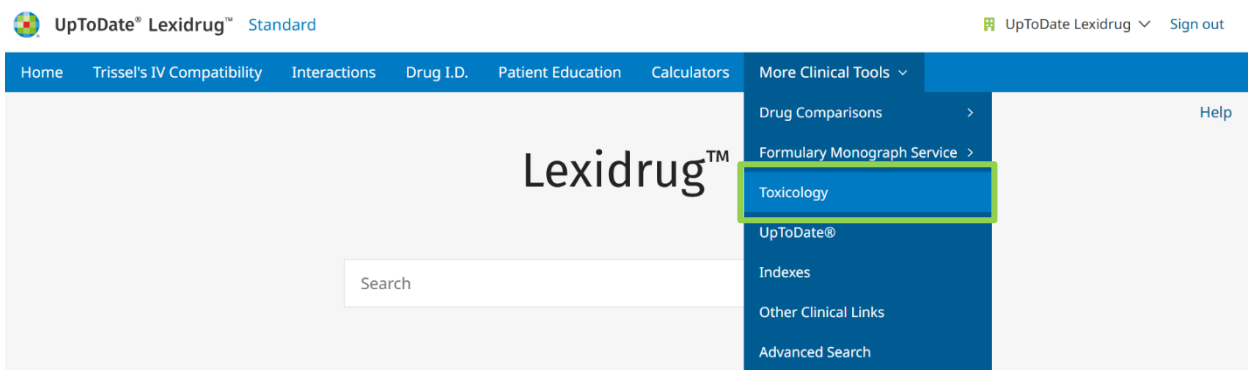 UpToDate® Lexidrug™ Standard UpToDate Lexidrug Sign out
Home Trissel's IV Compatibility Interactions Drug I.D. Patient Education Calculators More Clinical Tools
Drug Comparisons
Help
Formulary Monograph Service
Lexidrug™
Toxicology
UpToDate®
Indexes
Search
Other Clinical Links
Advanced Search